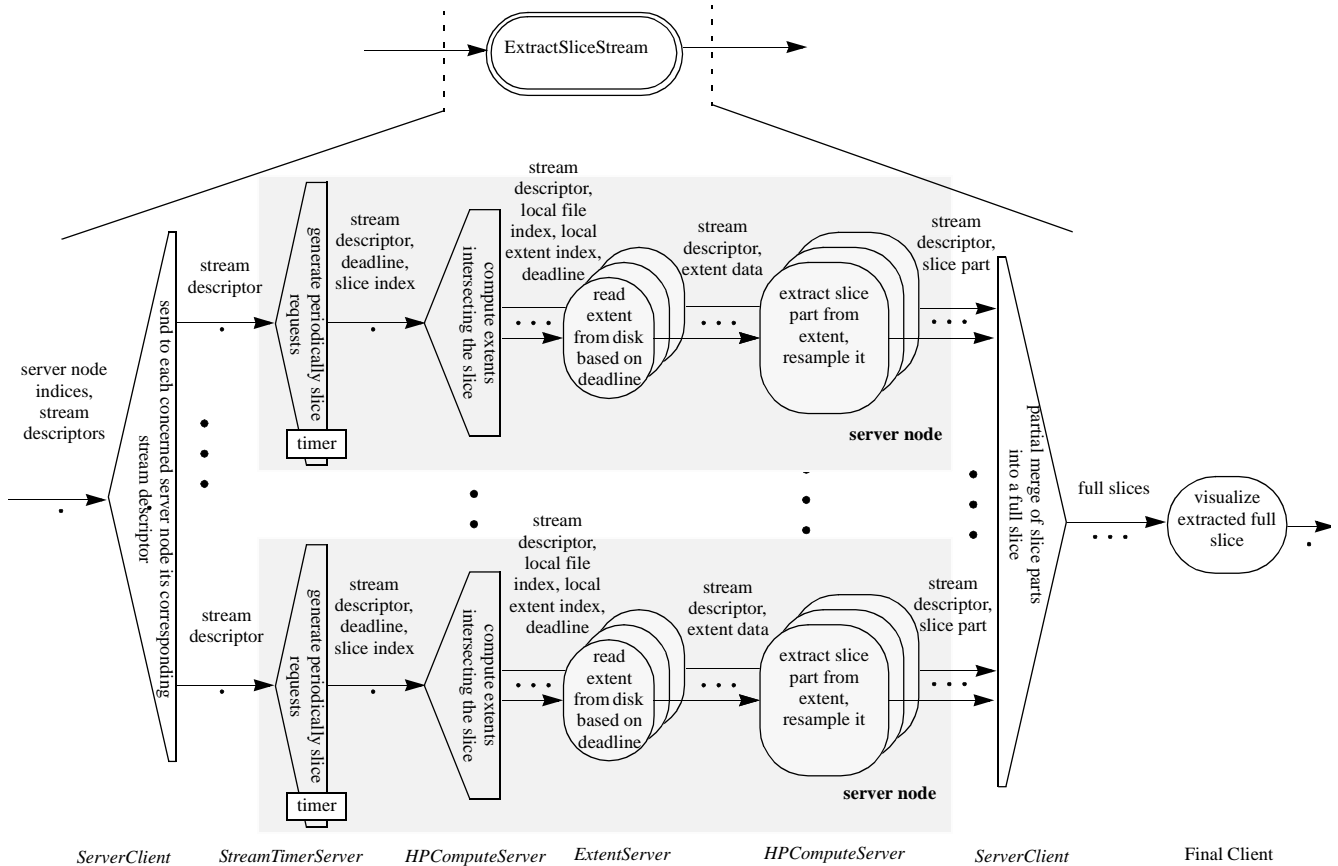 ExtractSliceStream
server node
indices,
stream
descriptors
send to each concerned server node its corresponding
stream descriptor
stream
descriptor
generate periodically slice
requests
timer
stream
descriptor,
deadline,
slice index
compute extents
intersecting the slice
stream
descriptor,
local file
index, local
extent index,
deadline
read
extent
from disk
based on
deadline
stream
descriptor,
extent data
extract slice
part from
extent,
resample it
stream
descriptor,
slice part
server node
stream
descriptor
generate periodically slice
requests
timer
stream
descriptor,
deadline,
slice index
compute extents
intersecting the slice
stream
descriptor,
local file
index, local
extent index,
deadline
read
extent
from disk
based on
deadline
stream
descriptor,
extent data
extract slice
part from
extent,
resample it
stream
descriptor,
slice part
server node
partial merge of slice parts
into a full slice
full slices
visualize
extracted full
slice
ServerClient
StreamTimerServer
HPComputeServer
ExtentServer
HPComputeServer
ServerClient
Final Client